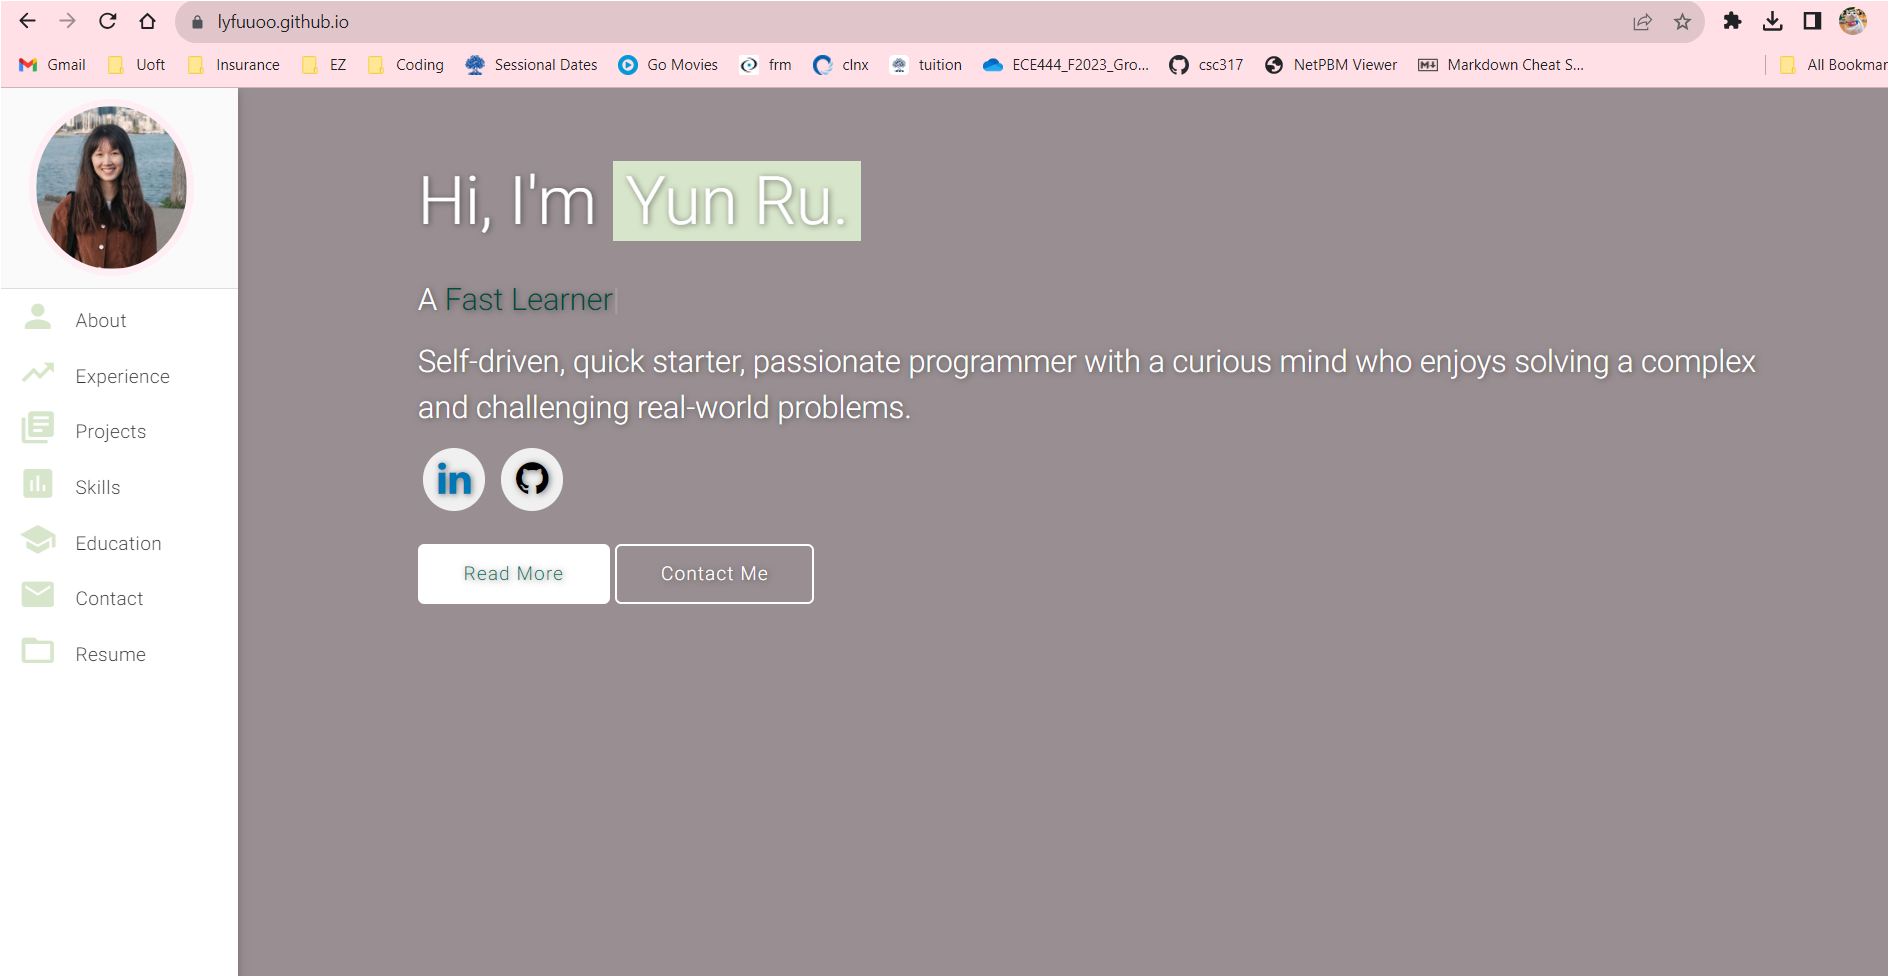 lyfuuoo.github.io
Gmail Uoft Insurance EZ Coding Sessional Dates Go Movies frm clnx tuition ECE444_F2023_Gro... csc317 NetPBM Viewer Markdown Cheat S... All Bookmar
Hi, I'm Yun Ru.
A Fast Learner
Self-driven, quick starter, passionate programmer with a curious mind who enjoys solving a complex
and challenging real-world problems.
in
Read More Contact Me
About
Experience
Projects
Skills
Education
Contact
Resume